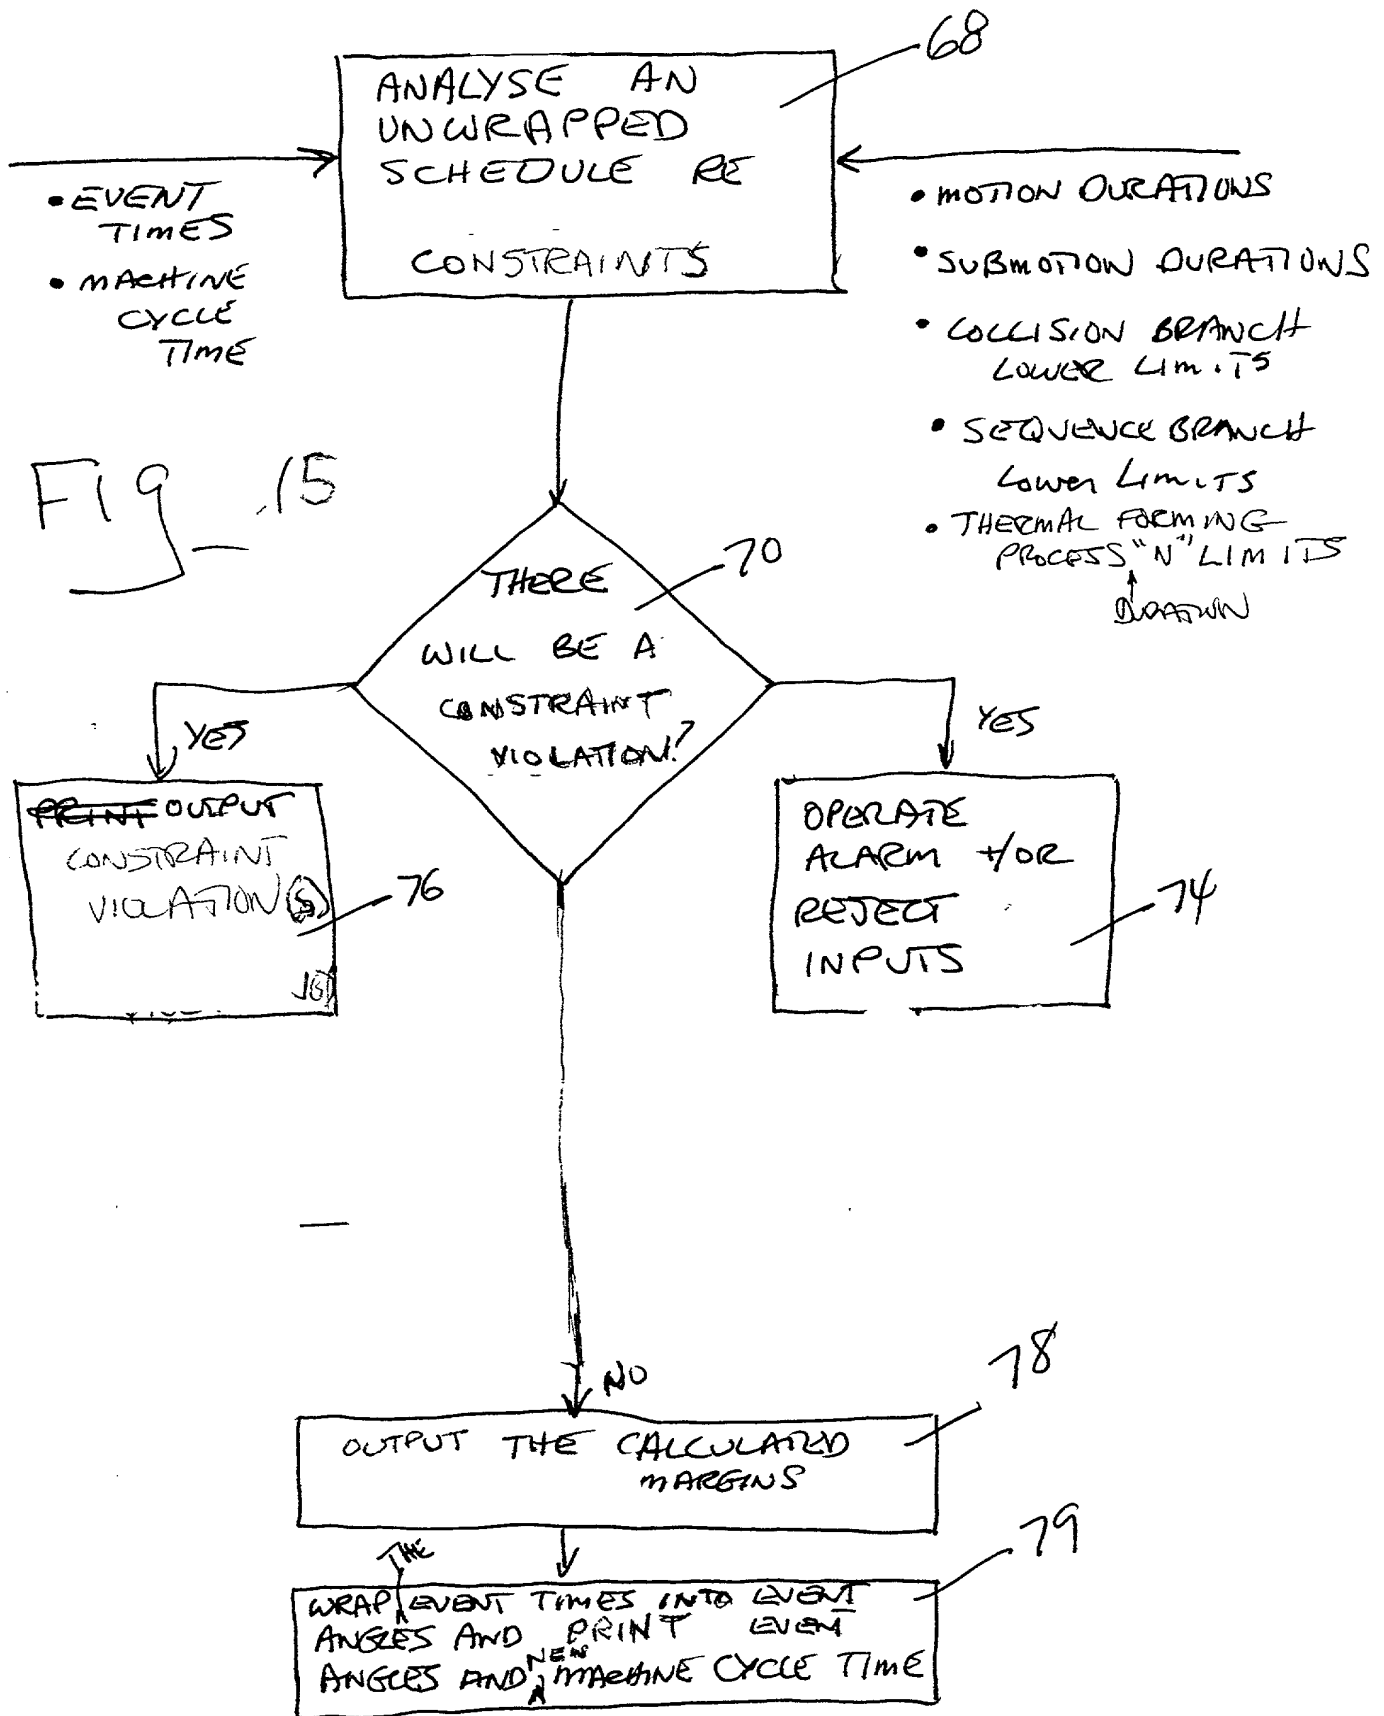 68
ANALYSE AN
UNWRAPPED
SCHEDULE RE
CONSTRAINTS
• EVENT
TIMES
• MACHINE
CYCLE
TIME
• MOTION DURATIONS
• SUBMOTION DURATIONS
• COLLISION BRANCH
LOWER LIMITS
• SEQUENCE BRANCH
LOWER LIMITS
• THERMAL FORMING
PROCESS "N" LIMITS
DURATION
Fig_15
70
THERE
WILL BE A
CONSTRAINT
VIOLATION?
YES
YES
PRINT OUTPUT
CONSTRAINT
VIOLATION(S)
76
OPERATE
ALARM +/OR
REJECT
INPUTS
74
NO
78
OUTPUT THE CALCULATED
MARGINS
79
THE
WRAP EVENT TIMES INTO EVENT
ANGLES AND PRINT EVENT
NEW
ANGLES AND MACHINE CYCLE TIME